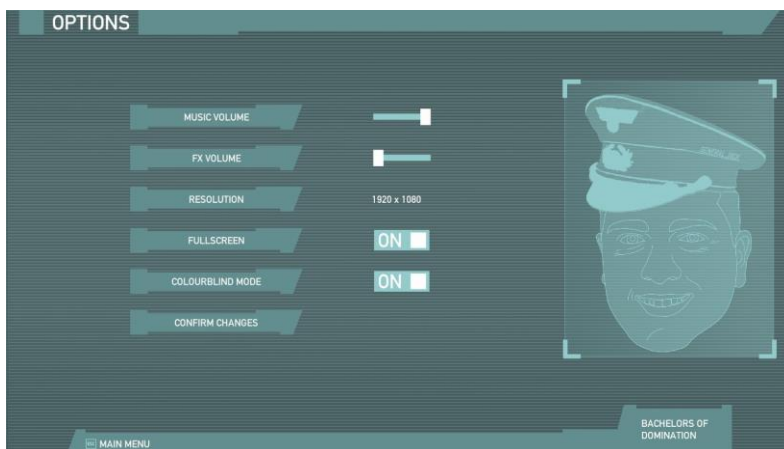 OPTIONS
MUSIC VOLUME
FX VOLUME
RESOLUTION
1920 x 1080
FULLSCREEN
ON
COLOURBLIND MODE
ON
CONFIRM CHANGES
BACHELORS OF
DOMINATION
MAIN MENU